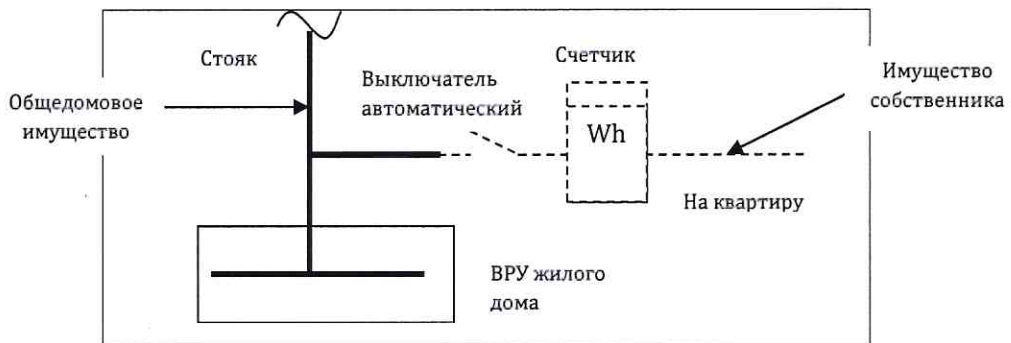 Стояк
Счетчик
Выключатель
автоматический
Имущество
собственника
Общедомовое
имущество
Wh
На квартиру
ВРУ жилого
дома